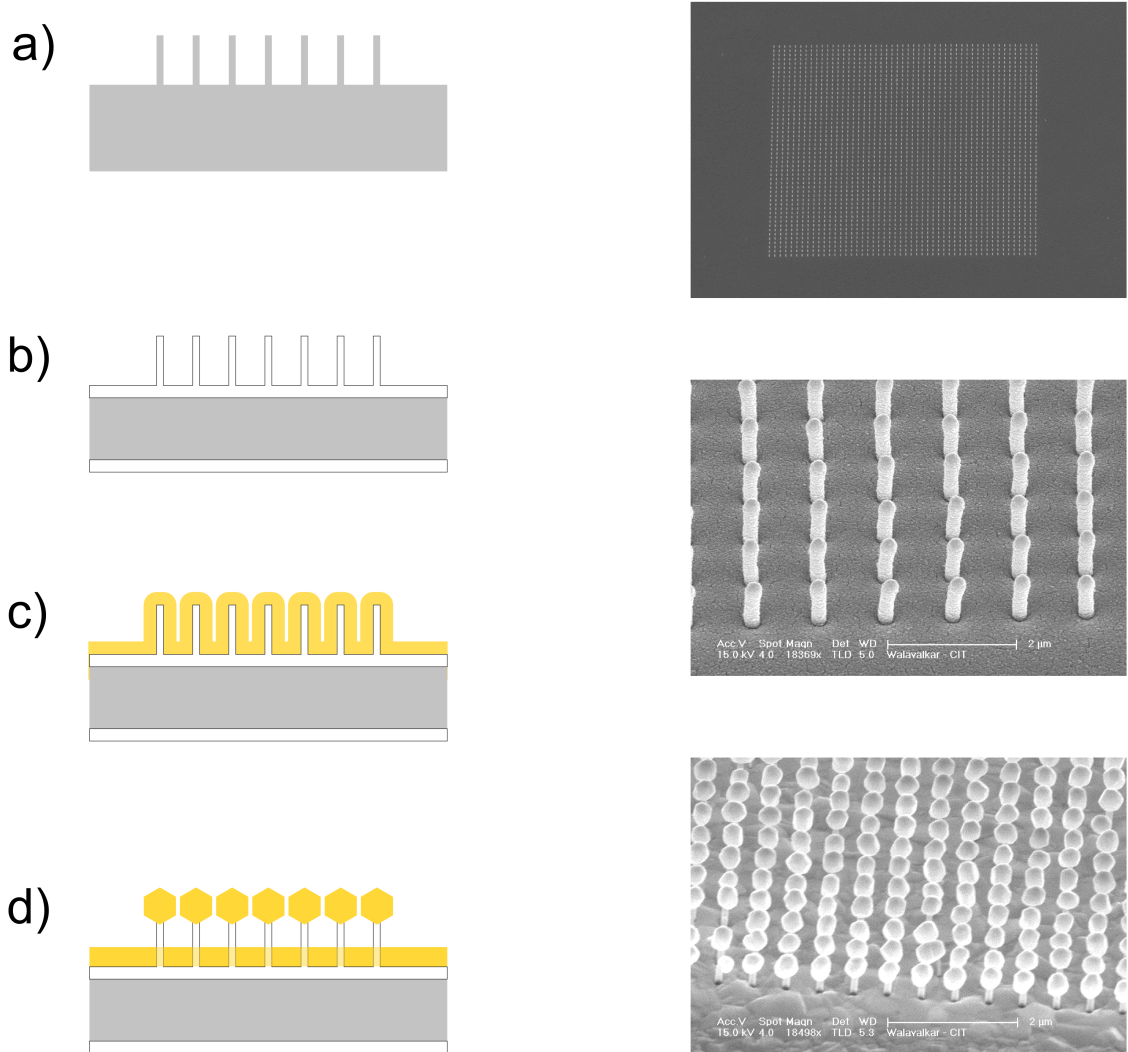 a)
b)
Acc.V Spot Magn Det WD 2 µm
15.0 kV 4.0 18369x TLD 5.0 Walavalkar - CIT
c)
d)
Acc.V Spot Magn Det WD 2 µm
15.0 kV 4.0 18498x TLD 5.3 Walavalkar - CIT